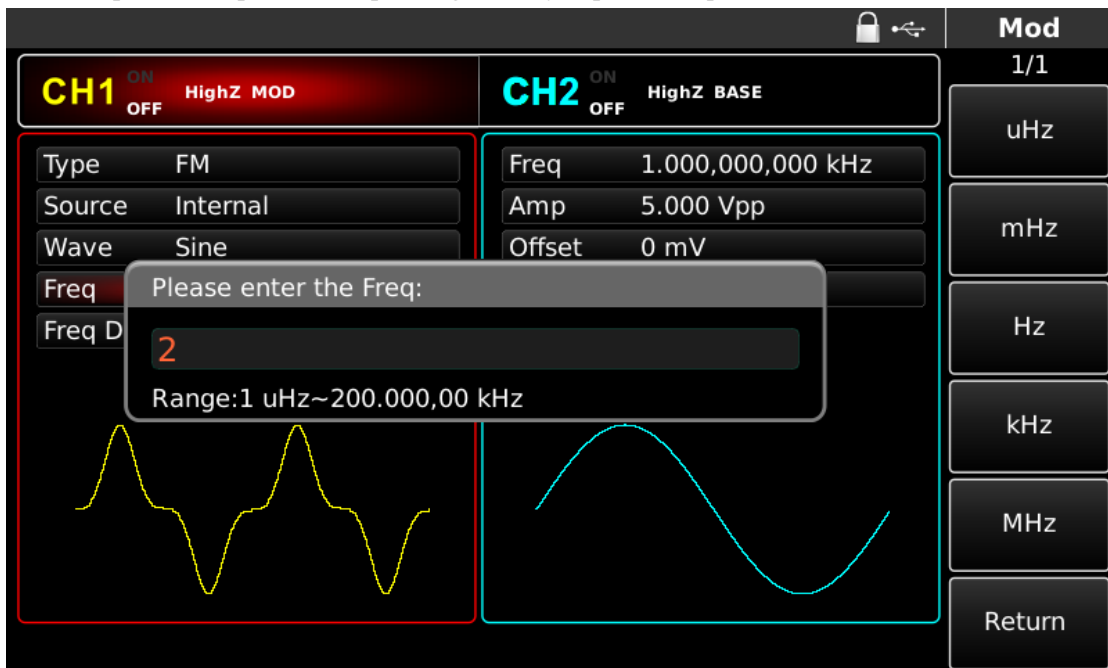 Mod
1/1
CH1 ON OFF HighZ MOD
CH2 ON OFF HighZ BASE
Type FM
Source Internal
Wave Sine
Freq
Freq D
Freq 1.000,000,000 kHz
Amp 5.000 Vpp
Offset 0 mV
Please enter the Freq:
2
Range:1 uHz~200.000,00 kHz
uHz
mHz
Hz
kHz
MHz
Return